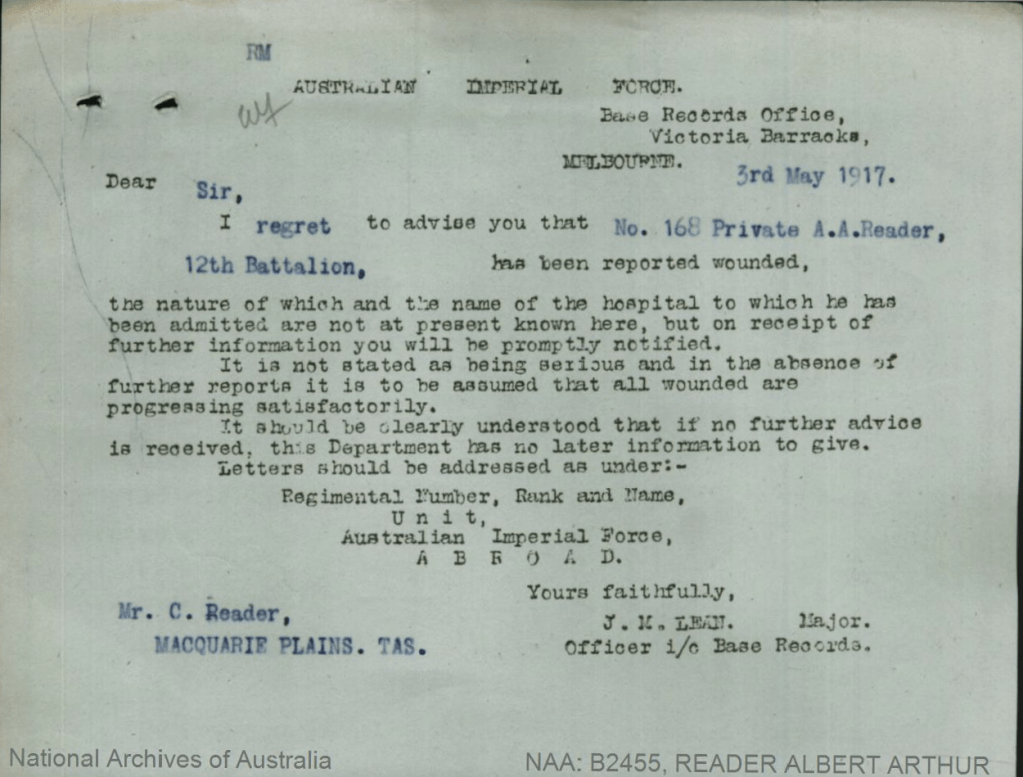 RM
AUSTRALIAN IMPERIAL FORCE.
Base Records Office,
Victoria Barracks,
MELBOURNE.
3rd May 1917.
Dear Sir,
I regret to advise you that No. 168 Private A.A.Reader,
12th Battalion, has been reported wounded,
the nature of which and the name of the hospital to which he has
been admitted are not at present known here, but on receipt of
further information you will be promptly notified.
It is not stated as being serious and in the absence of
further reports it is to be assumed that all wounded are
progressing satisfactorily.
It should be clearly understood that if no further advice
is received, this Department has no later information to give.
Letters should be addressed as under:-
Regimental Number, Rank and Name,
U n i t,
Australian Imperial Force,
A B R O A D.
Yours faithfully,
J. M. LEAN. Major.
Officer i/c Base Records.
Mr. C. Reader,
MACQUARIE PLAINS. TAS.
National Archives of Australia
NAA: B2455, READER ALBERT ARTHUR